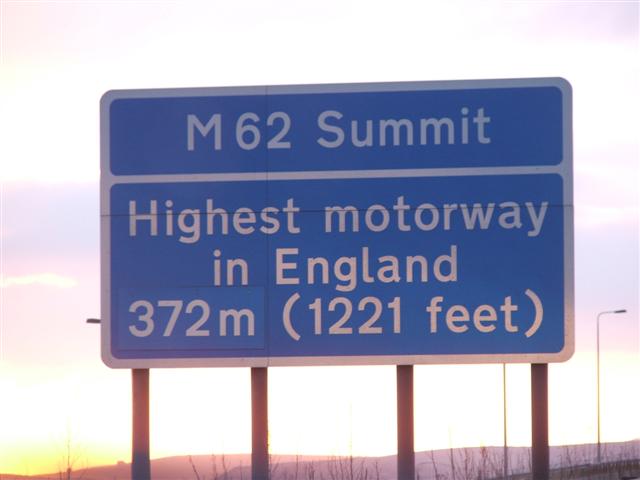 M62 Summit
Highest motorway
in England
372m (1221 feet)